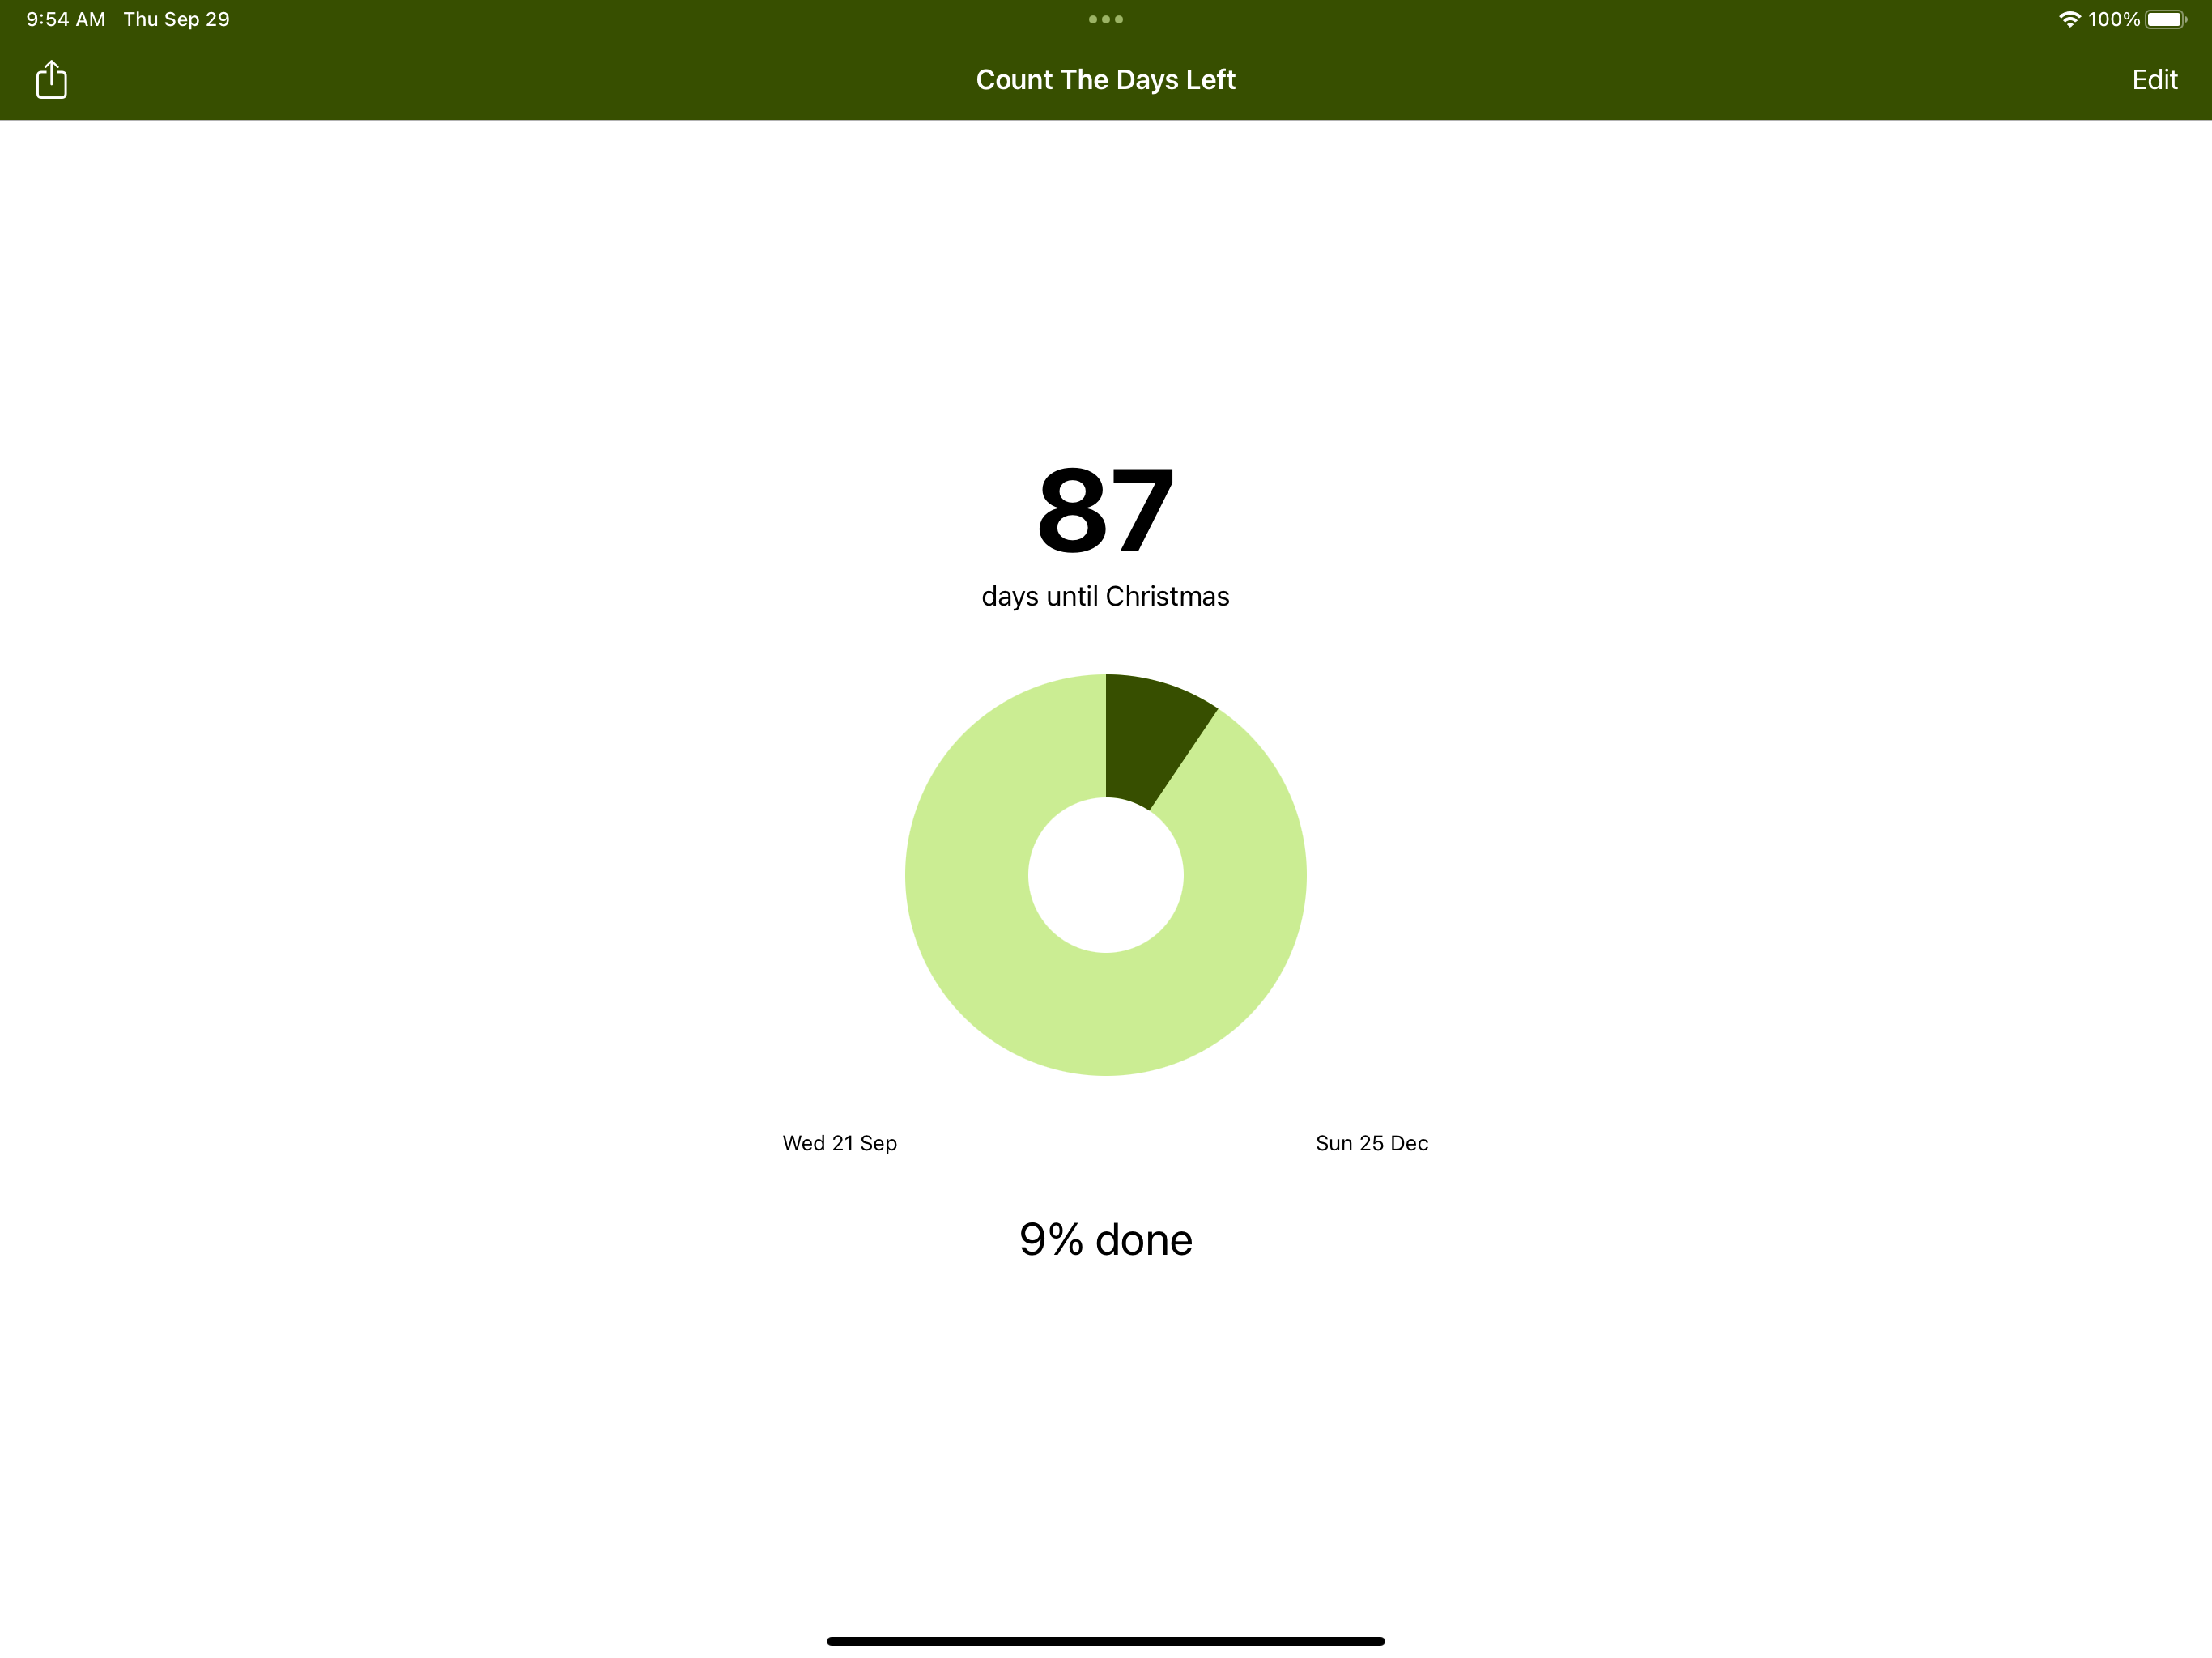 9:54 AM Thu Sep 29 100%
Count The Days Left Edit
87
days until Christmas
Wed 21 Sep Sun 25 Dec
9% done